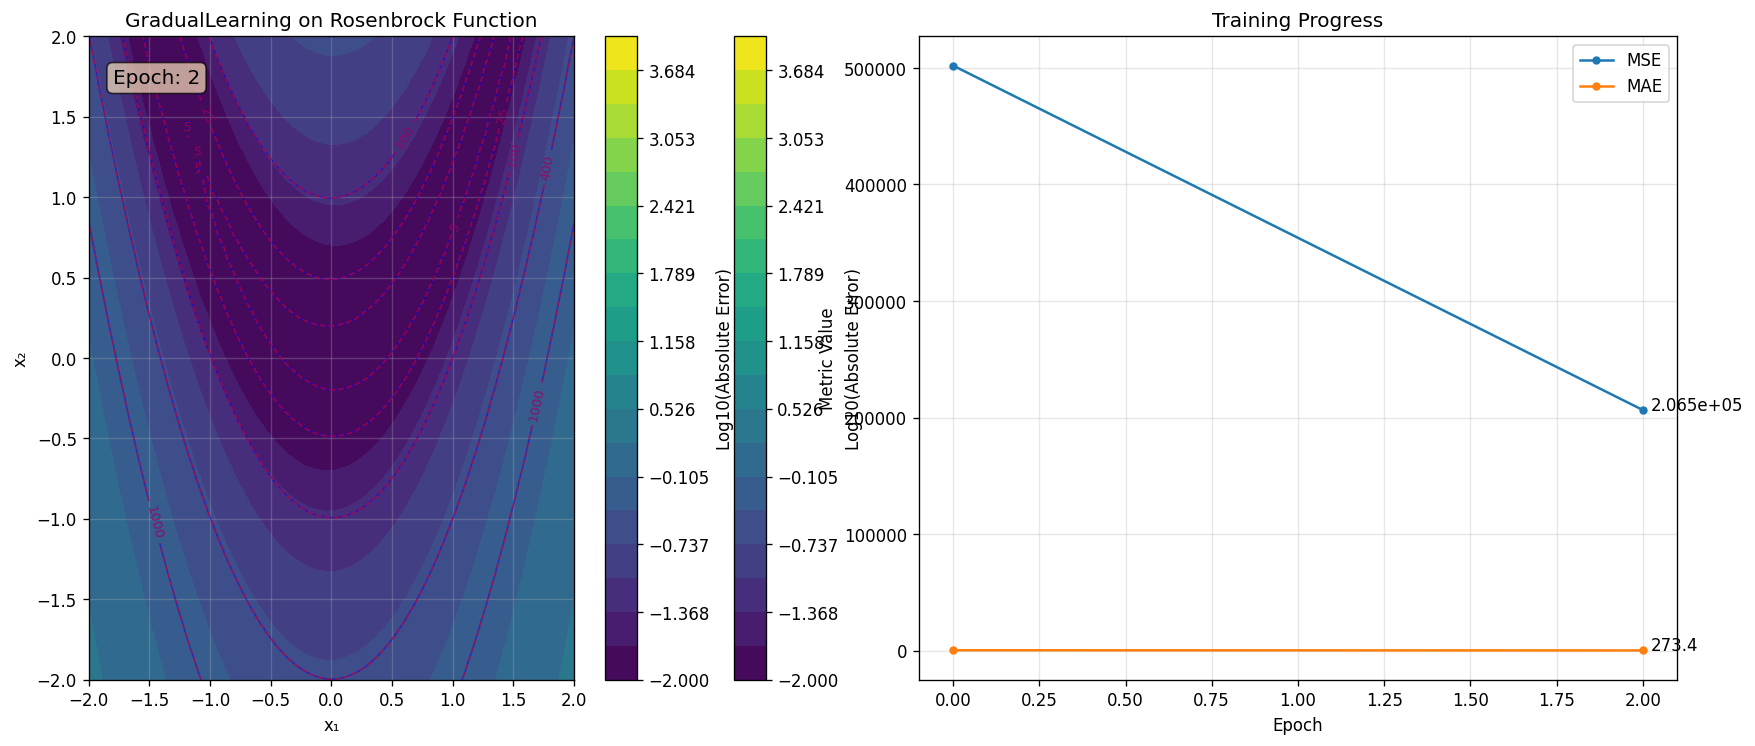 GradualLearning on Rosenbrock Function
Epoch: 2
2.0
1.5
1.0
0.5
0.0
−0.5
−1.0
−1.5
−2.0
x₂
400
1000
1000
−2.0 −1.5 −1.0 −0.5 0.0 0.5 1.0 1.5 2.0
x₁
3.684
3.053
2.421
1.789
1.158
0.526
−0.105
−0.737
−1.368
−2.000
Log10(Absolute Error)
3.684
3.053
2.421
1.789
1.158
0.526
−0.105
−0.737
−1.368
−2.000
Log10(Absolute Error)
Training Progress
MSE
MAE
500000
400000
300000
200000
100000
0
Metric Value
2.065e+05
273.4
0.00 0.25 0.50 0.75 1.00 1.25 1.50 1.75 2.00
Epoch